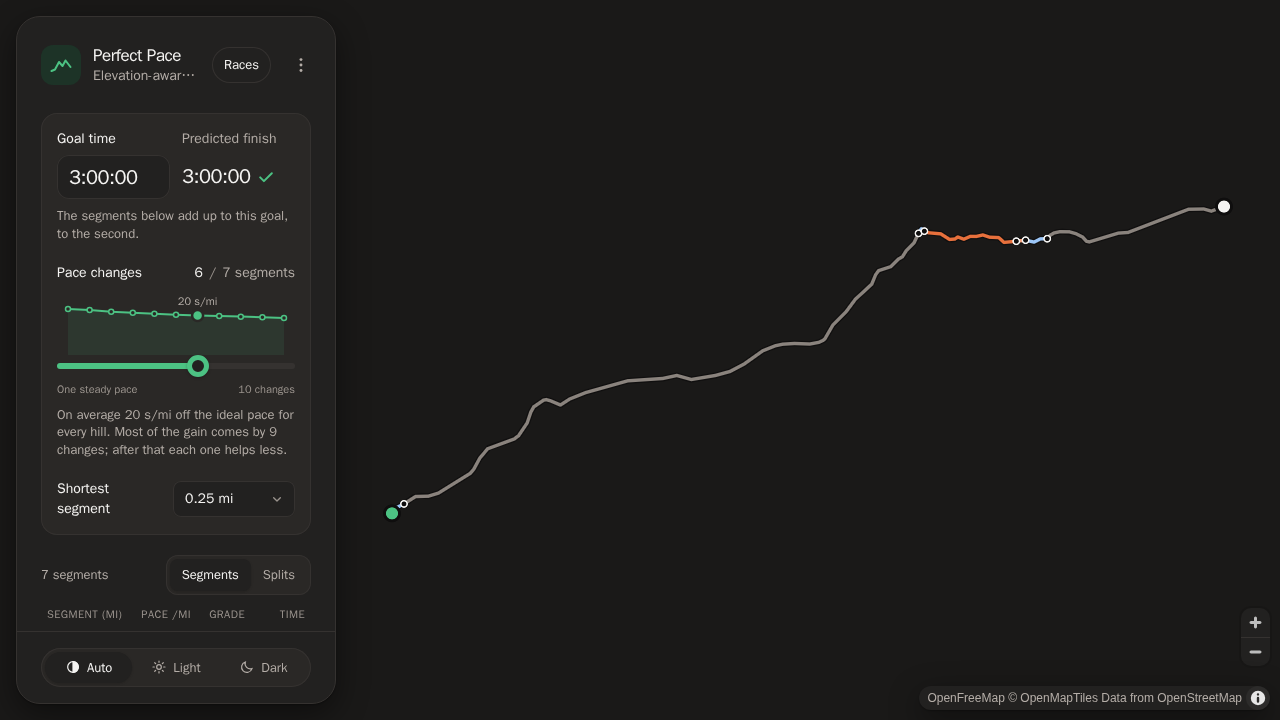 Perfect Pace
Elevation-awar···
Races
Goal time
Predicted finish
3:00:00
3:00:00
The segments below add up to this goal,
to the second.
Pace changes
6 / 7 segments
20 s/mi
One steady pace
10 changes
On average 20 s/mi off the ideal pace for
every hill. Most of the gain comes by 9
changes; after that each one helps less.
Shortest
segment
0.25 mi
7 segments
Segments
Splits
SEGMENT (MI)
PACE /MI
GRADE
TIME
Auto
Light
Dark
OpenFreeMap © OpenMapTiles Data from OpenStreetMap